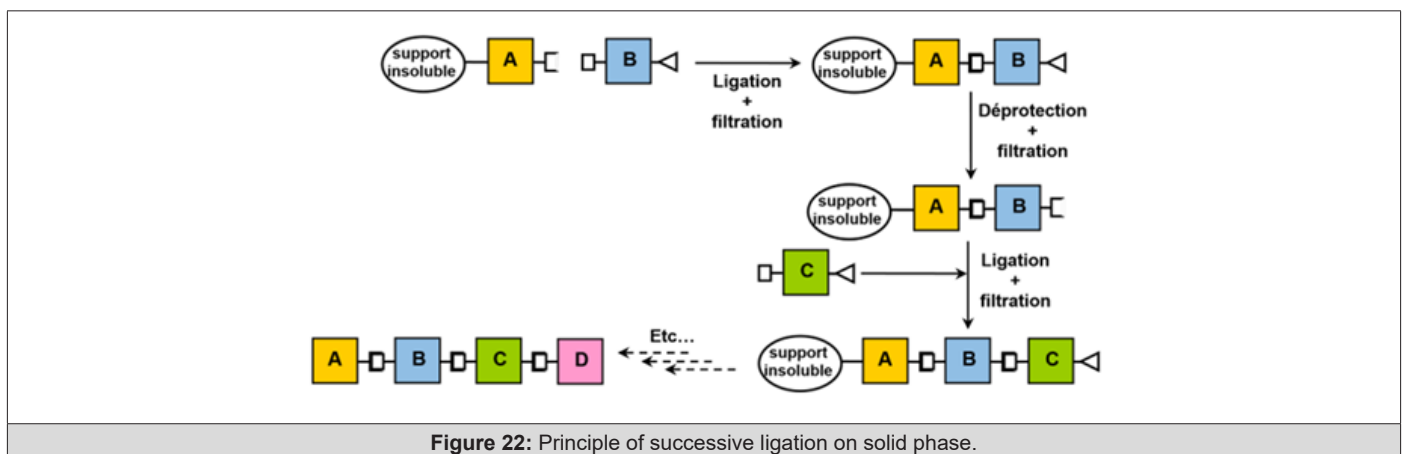 support
insoluble
A
B
Ligation
+
filtration
support
insoluble
A
B
Déprotection
+
filtration
support
insoluble
A
B
C
Ligation
+
filtration
Etc...
A
B
C
D
support
insoluble
A
B
C
Figure 22: Principle of successive ligation on solid phase.